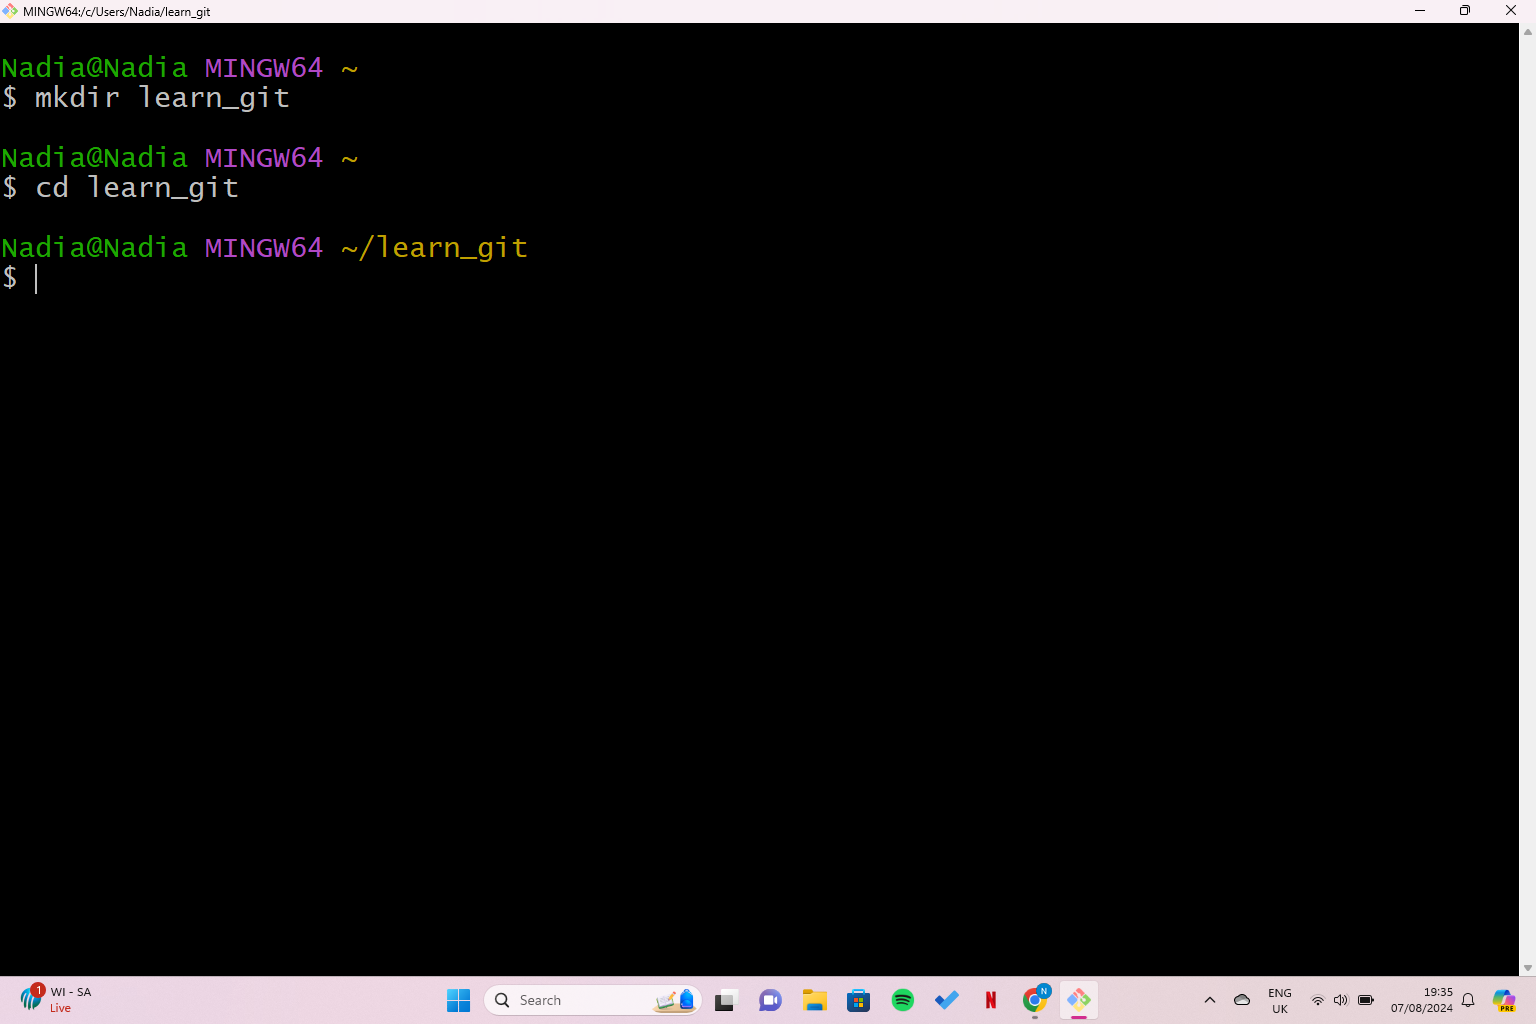 MINGW64:/c/Users/Nadia/learn_git
Nadia@Nadia MINGW64 ~
$ mkdir learn_git
Nadia@Nadia MINGW64 ~
$ cd learn_git
Nadia@Nadia MINGW64 ~/learn_git
$
1
WI - SA
Live
Search
N
N
ENG
UK
19:35
07/08/2024
PRE